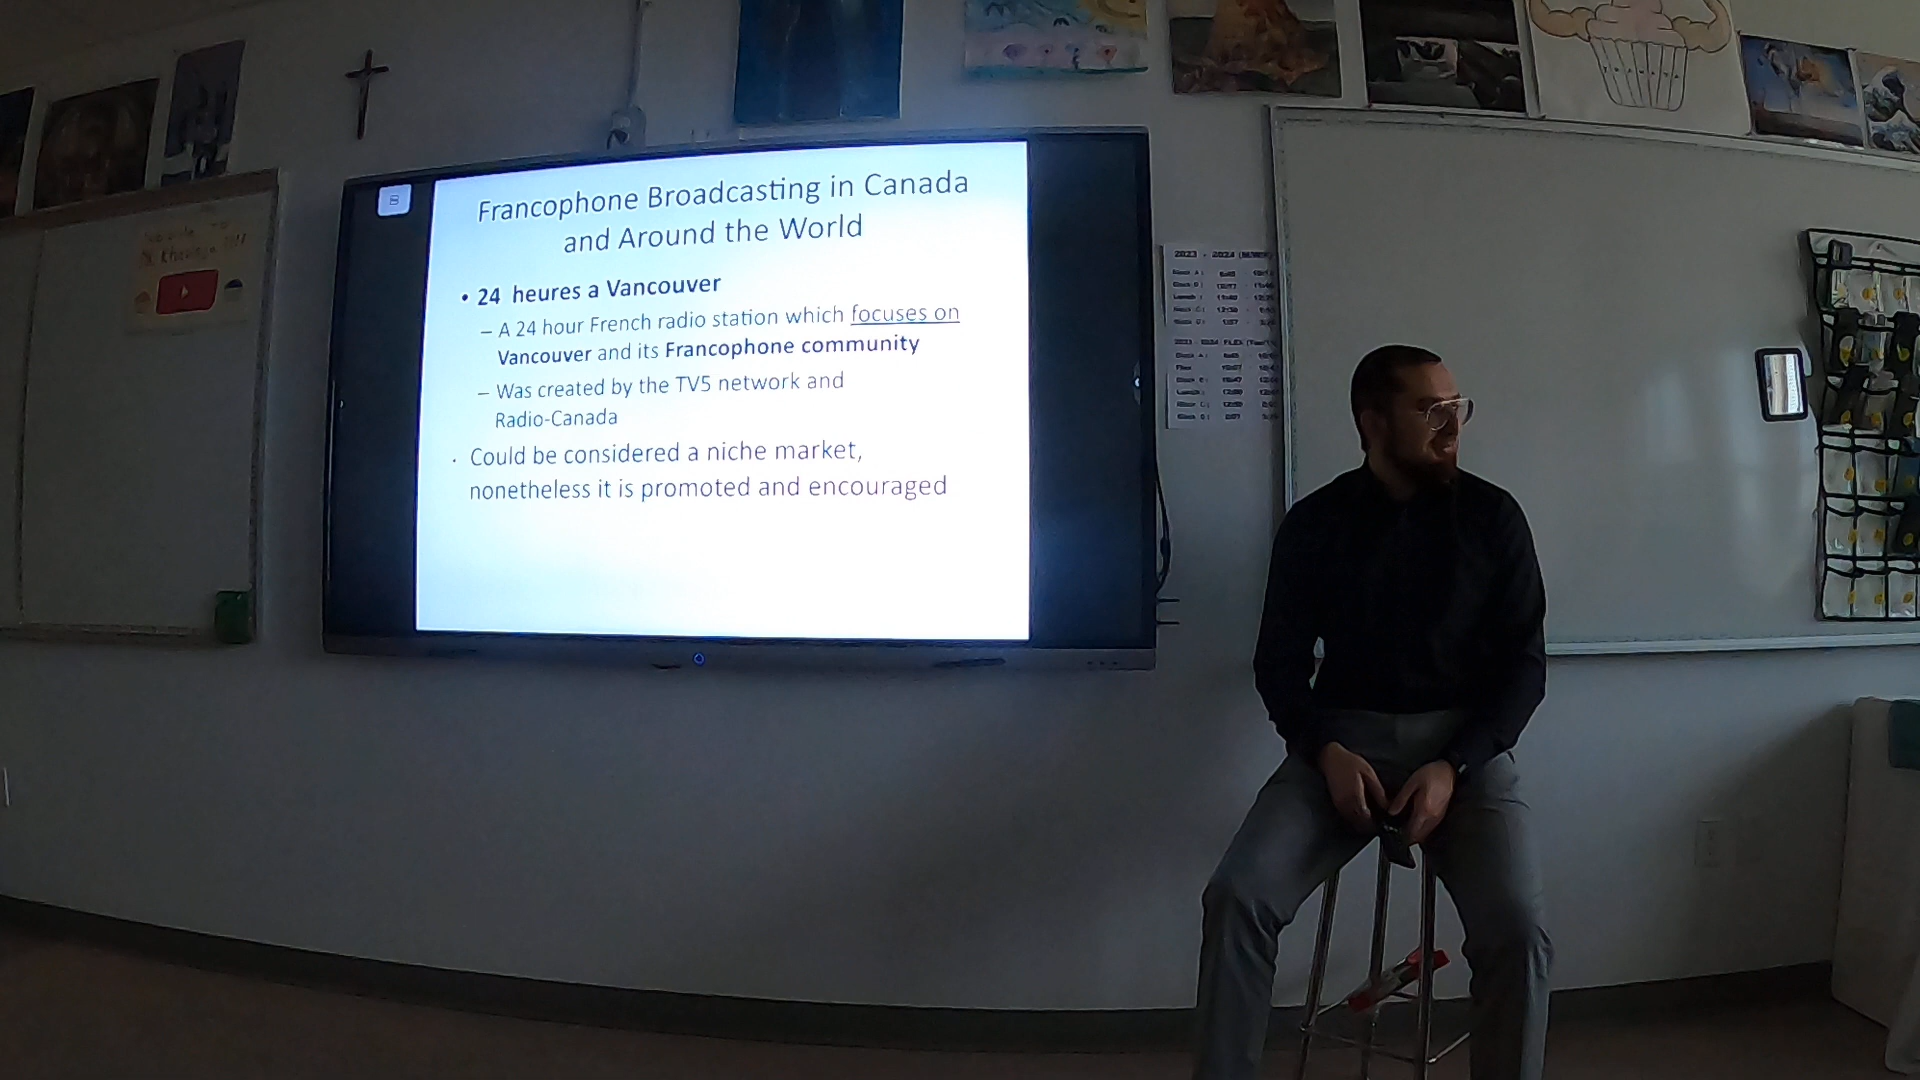 Francophone Broadcasting in Canada
and Around the World
• 24 heures a Vancouver
– A 24 hour French radio station which focuses on
Vancouver and its Francophone community
– Was created by the TV5 network and
Radio-Canada
· Could be considered a niche market,
nonetheless it is promoted and encouraged
2023 - 2024